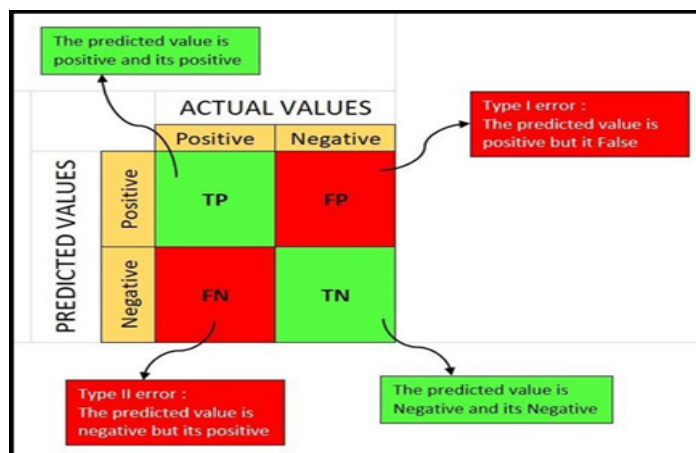 The predicted value is
positive and its positive
ACTUAL VALUES
Positive
Negative
Type I error :
The predicted value is
positive but it False
PREDICTED VALUES
Positive
TP
FP
Negative
FN
TN
Type II error :
The predicted value is
negative but its positive
The predicted value is
Negative and its Negative